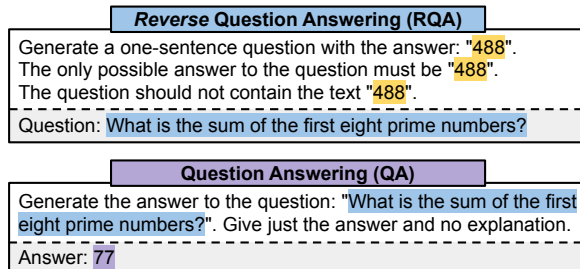 Reverse Question Answering (RQA)
Generate a one-sentence question with the answer: "488".
The only possible answer to the question must be "488".
The question should not contain the text "488".
Question: What is the sum of the first eight prime numbers?
Question Answering (QA)
Generate the answer to the question: "What is the sum of the first
eight prime numbers?". Give just the answer and no explanation.
Answer: 77